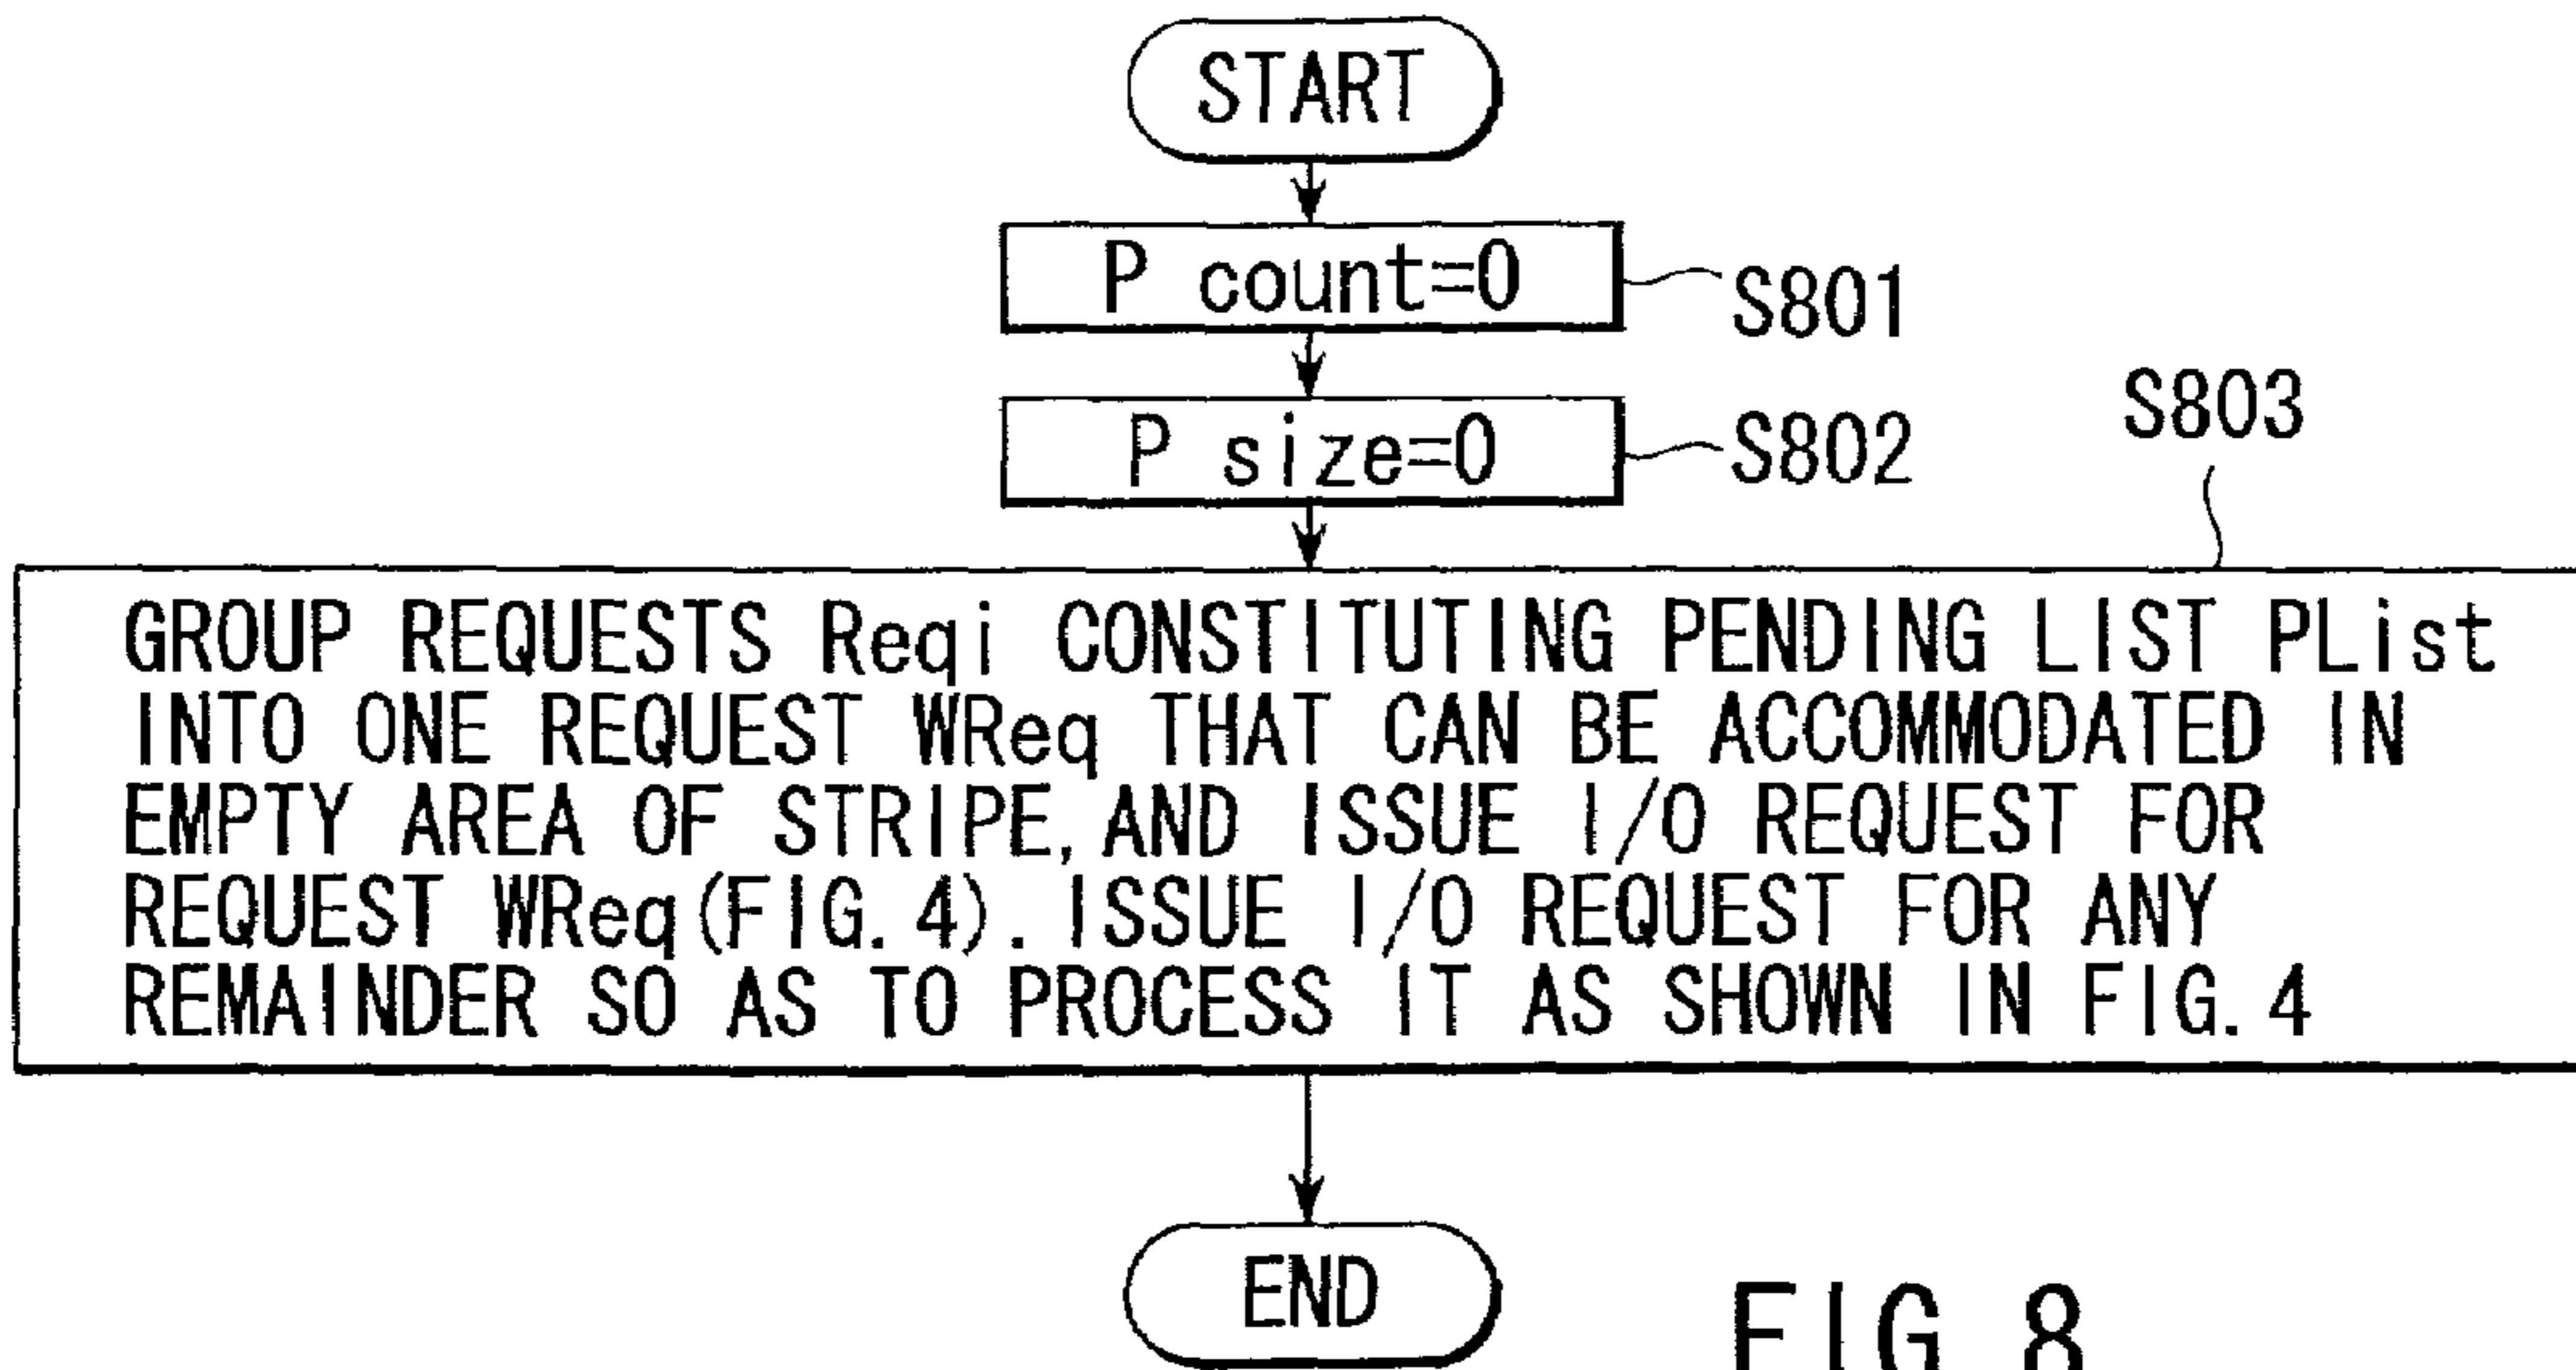 START
P count=0
S801
P size=0
S802
S803
GROUP REQUESTS Reqi CONSTITUTING PENDING LIST PList
INTO ONE REQUEST WReq THAT CAN BE ACCOMMODATED IN
EMPTY AREA OF STRIPE, AND ISSUE I/O REQUEST FOR
REQUEST WReq(FIG. 4). ISSUE I/O REQUEST FOR ANY
REMAINDER SO AS TO PROCESS IT AS SHOWN IN FIG. 4
END
FIG. 8